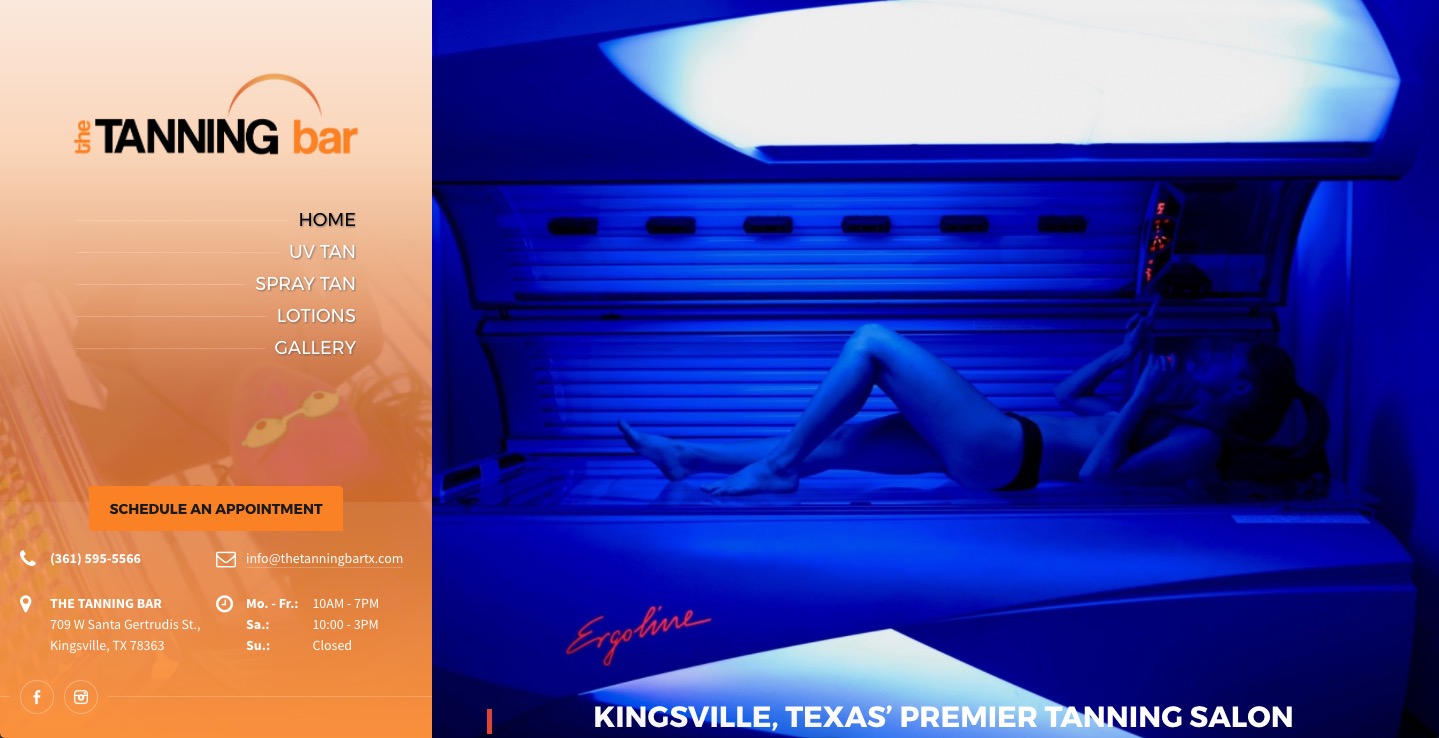 the TANNING bar
HOME
UV TAN
SPRAY TAN
LOTIONS
GALLERY
SCHEDULE AN APPOINTMENT
(361) 595-5566
info@thetanningbartx.com
THE TANNING BAR
709 W Santa Gertrudis St.,
Kingsville, TX 78363
Mo. - Fr.: 10AM - 7PM
Sa.: 10:00 - 3PM
Su.: Closed
Ergoline
KINGSVILLE, TEXAS’ PREMIER TANNING SALON